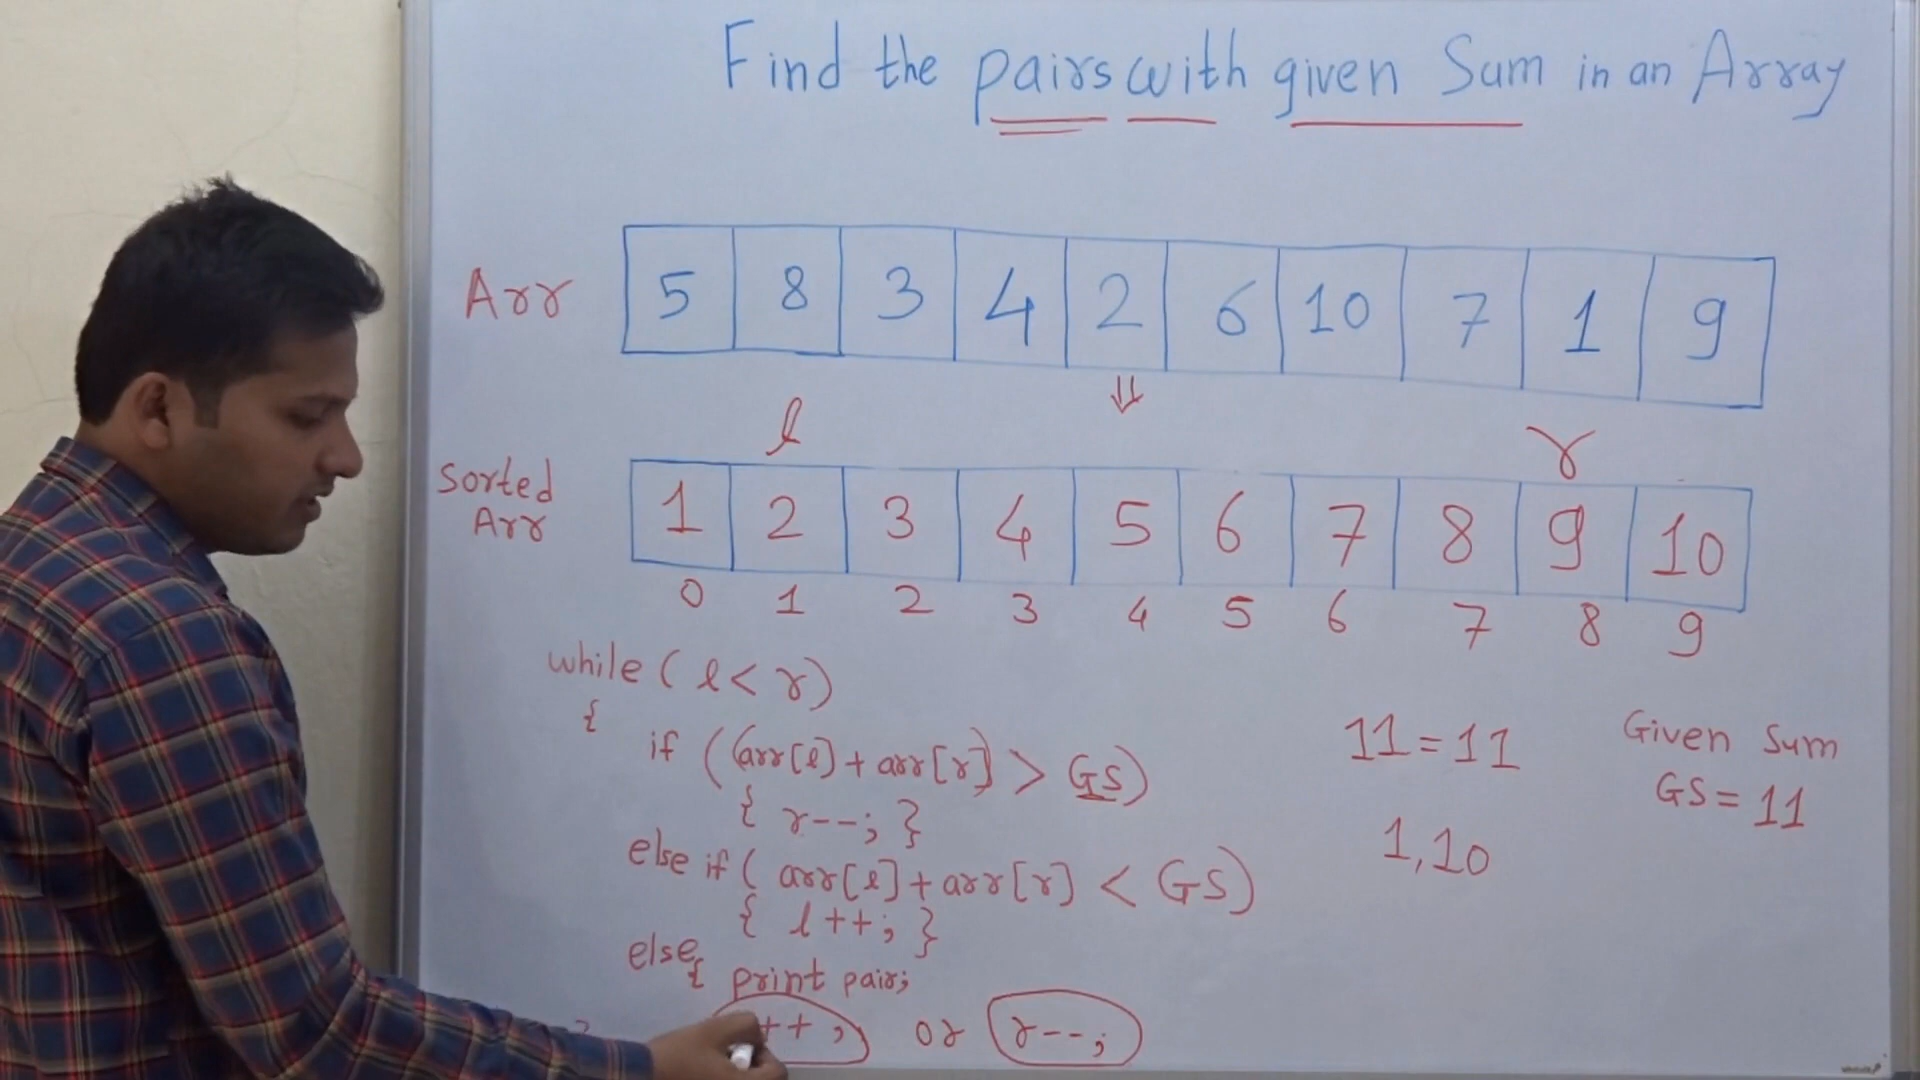 Find the pairs with given Sum in an Array
Arr 5 8 3 4 2 6 10 7 1 9
l r
Sorted Arr 1 2 3 4 5 6 7 8 9 10
0 1 2 3 4 5 6 7 8 9
while ( l < r )
{
if ( (arr[l] + arr[r]) > GS)
{ r--; }
else if ( arr[l] + arr[r] < GS)
{ l++; }
else { print pair;
++; or r--;
11 = 11
1,10
Given Sum
GS = 11